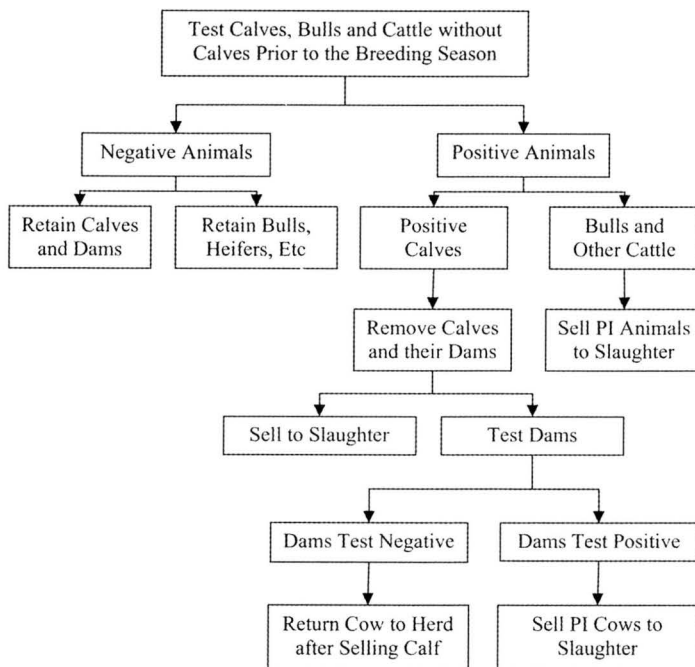 Test Calves, Bulls and Cattle without
Calves Prior to the Breeding Season
Negative Animals
Positive Animals
Retain Calves
and Dams
Retain Bulls,
Heifers, Etc
Positive
Calves
Bulls and
Other Cattle
Remove Calves
and their Dams
Sell PI Animals
to Slaughter
Sell to Slaughter
Test Dams
Dams Test Negative
Dams Test Positive
Return Cow to Herd
after Selling Calf
Sell PI Cows to
Slaughter